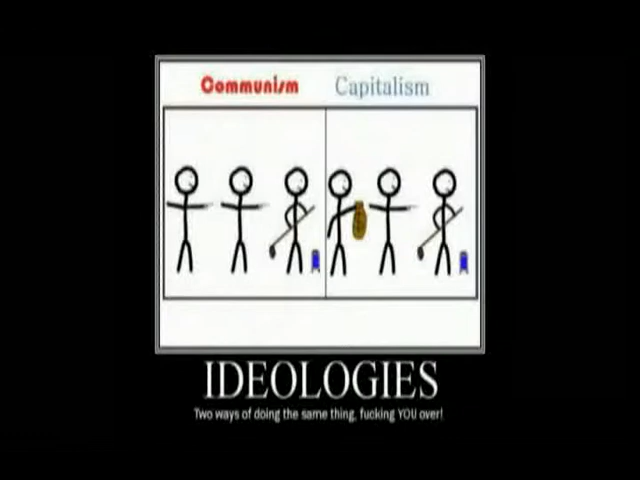 Communism Capitalism
IDEOLOGIES
Two ways of doing the same thing, fucking YOU over!